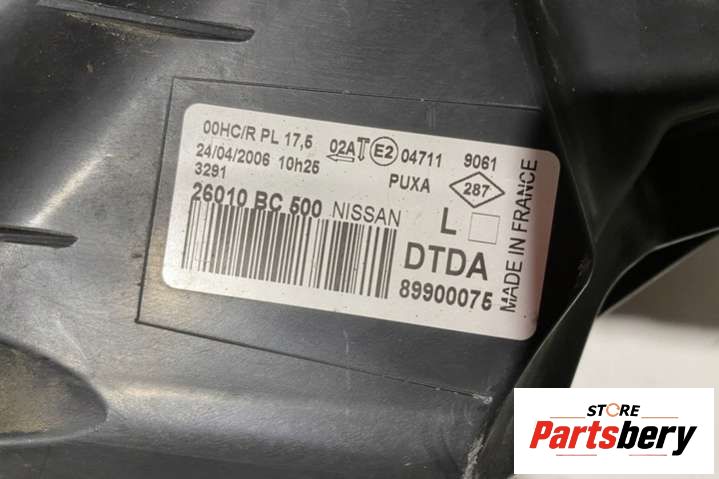 00HC/R PL 17,5 02A E2 04711 9061
24/04/2006 10h25 PUXA 287
3291
26010 BC 500 NISSAN L
DTDA
89900075
MADE IN FRANCE
STORE
Partsbery